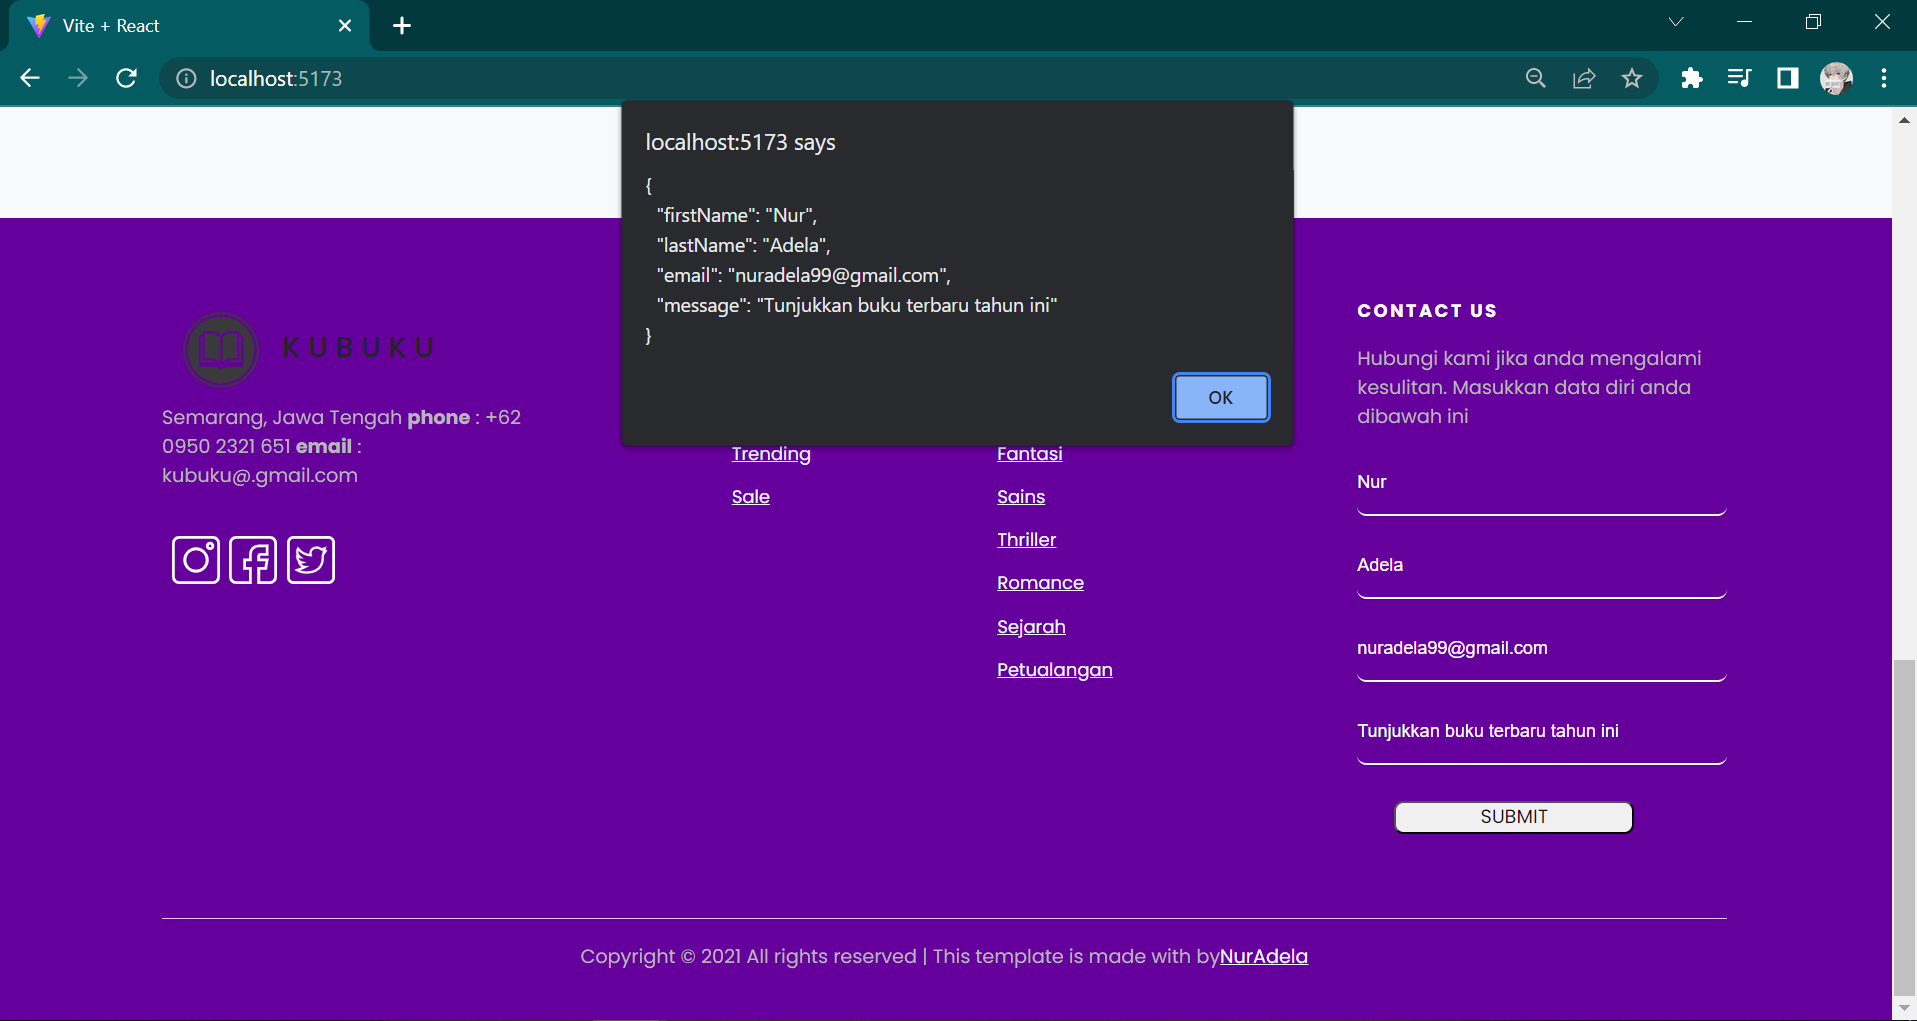 Vite + React
localhost:5173
localhost:5173 says
{
"firstName": "Nur",
"lastName": "Adela",
"email": "nuradela99@gmail.com",
"message": "Tunjukkan buku terbaru tahun ini"
}
OK
KUBUKU
Semarang, Jawa Tengah phone : +62
0950 2321 651 email :
kubuku@.gmail.com
Trending
Sale
Fantasi
Sains
Thriller
Romance
Sejarah
Petualangan
CONTACT US
Hubungi kami jika anda mengalami
kesulitan. Masukkan data diri anda
dibawah ini
Nur
Adela
nuradela99@gmail.com
Tunjukkan buku terbaru tahun ini
SUBMIT
Copyright © 2021 All rights reserved | This template is made with byNurAdela